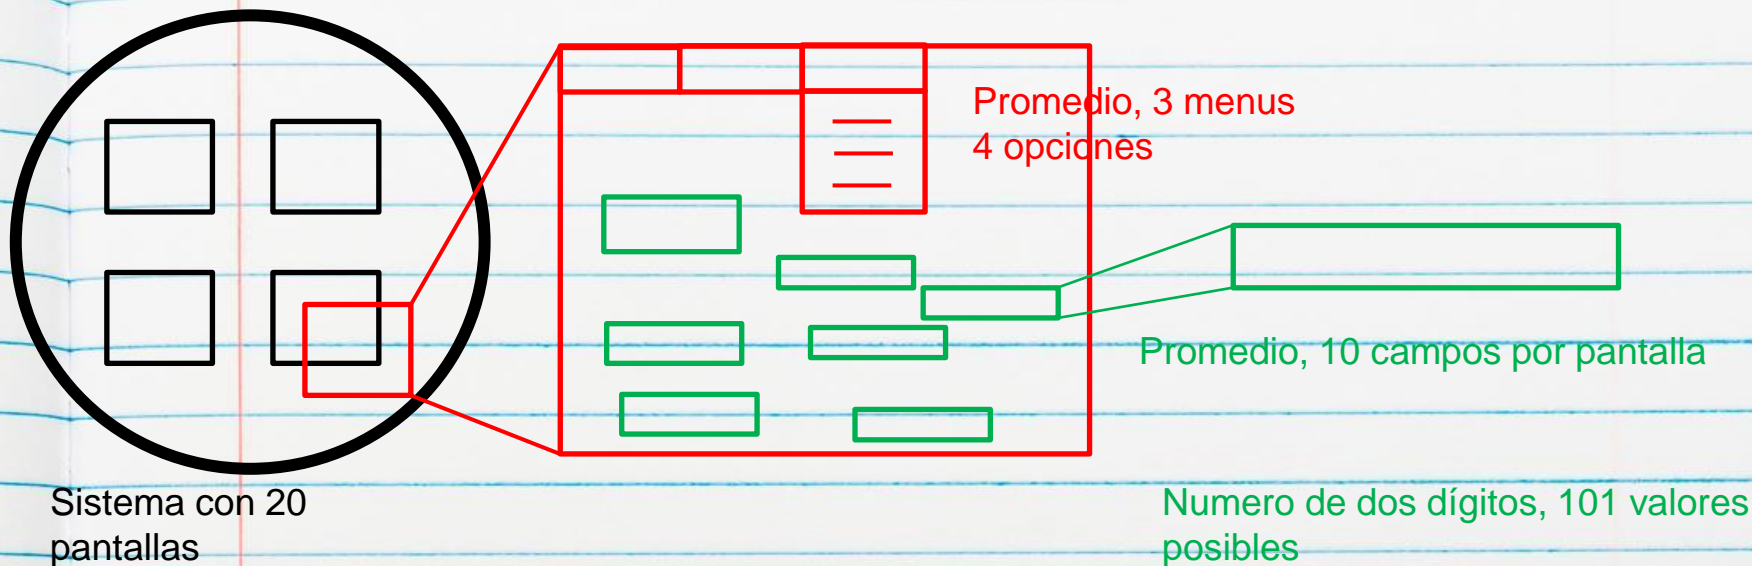 Promedio, 3 menus
4 opciones
Promedio, 10 campos por pantalla
Sistema con 20
pantallas
Numero de dos dígitos, 101 valores
posibles